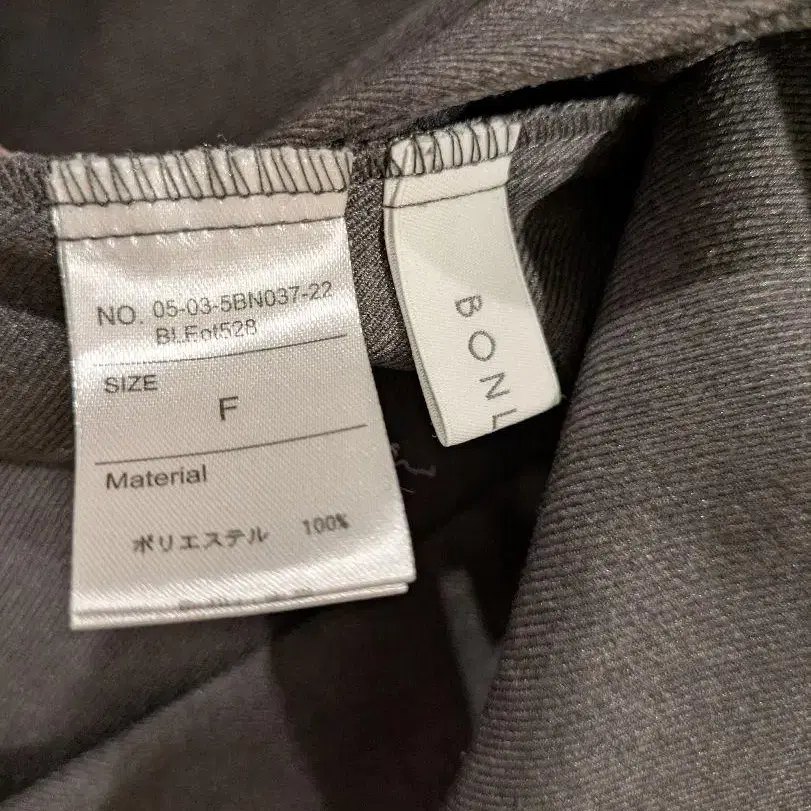 NO. 05-03-5BN037-22
BLEot528
SIZE
F
Material
ポリエステル 100%
BONL